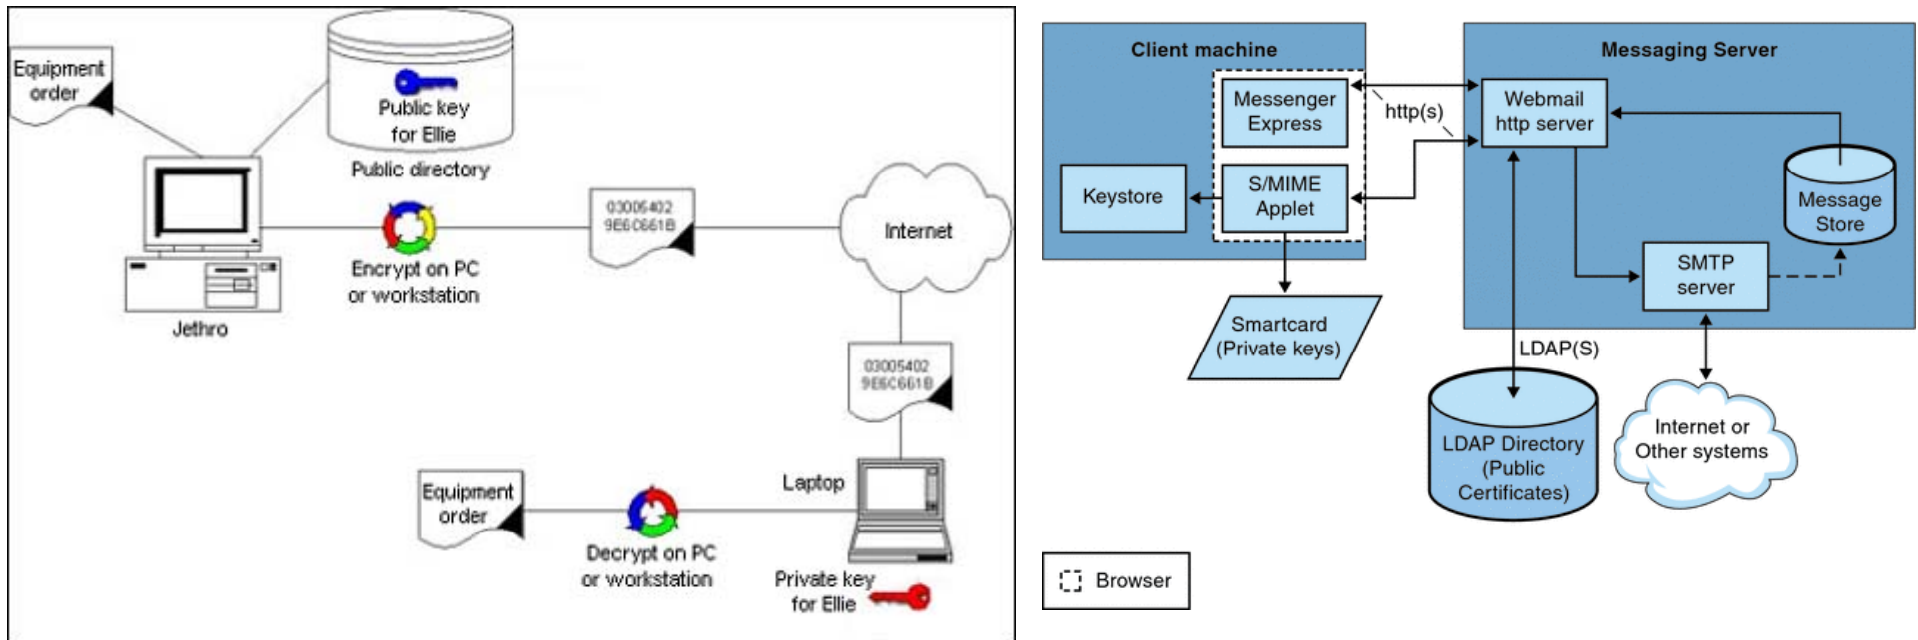 Equipment
order
Public key
for Ellie
Public directory
03005402
9E6C661B
Internet
Encrypt on PC
or workstation
Jethro
03005402
9E6C661B
Laptop
Equipment
order
Decrypt on PC
or workstation
Private key
for Ellie
Client machine
Messenger
Express
http(s)
Keystore
S/MIME
Applet
Smartcard
(Private keys)
Messaging Server
Webmail
http server
Message
Store
SMTP
server
LDAP(S)
LDAP Directory
(Public
Certificates)
Internet or
Other systems
Browser